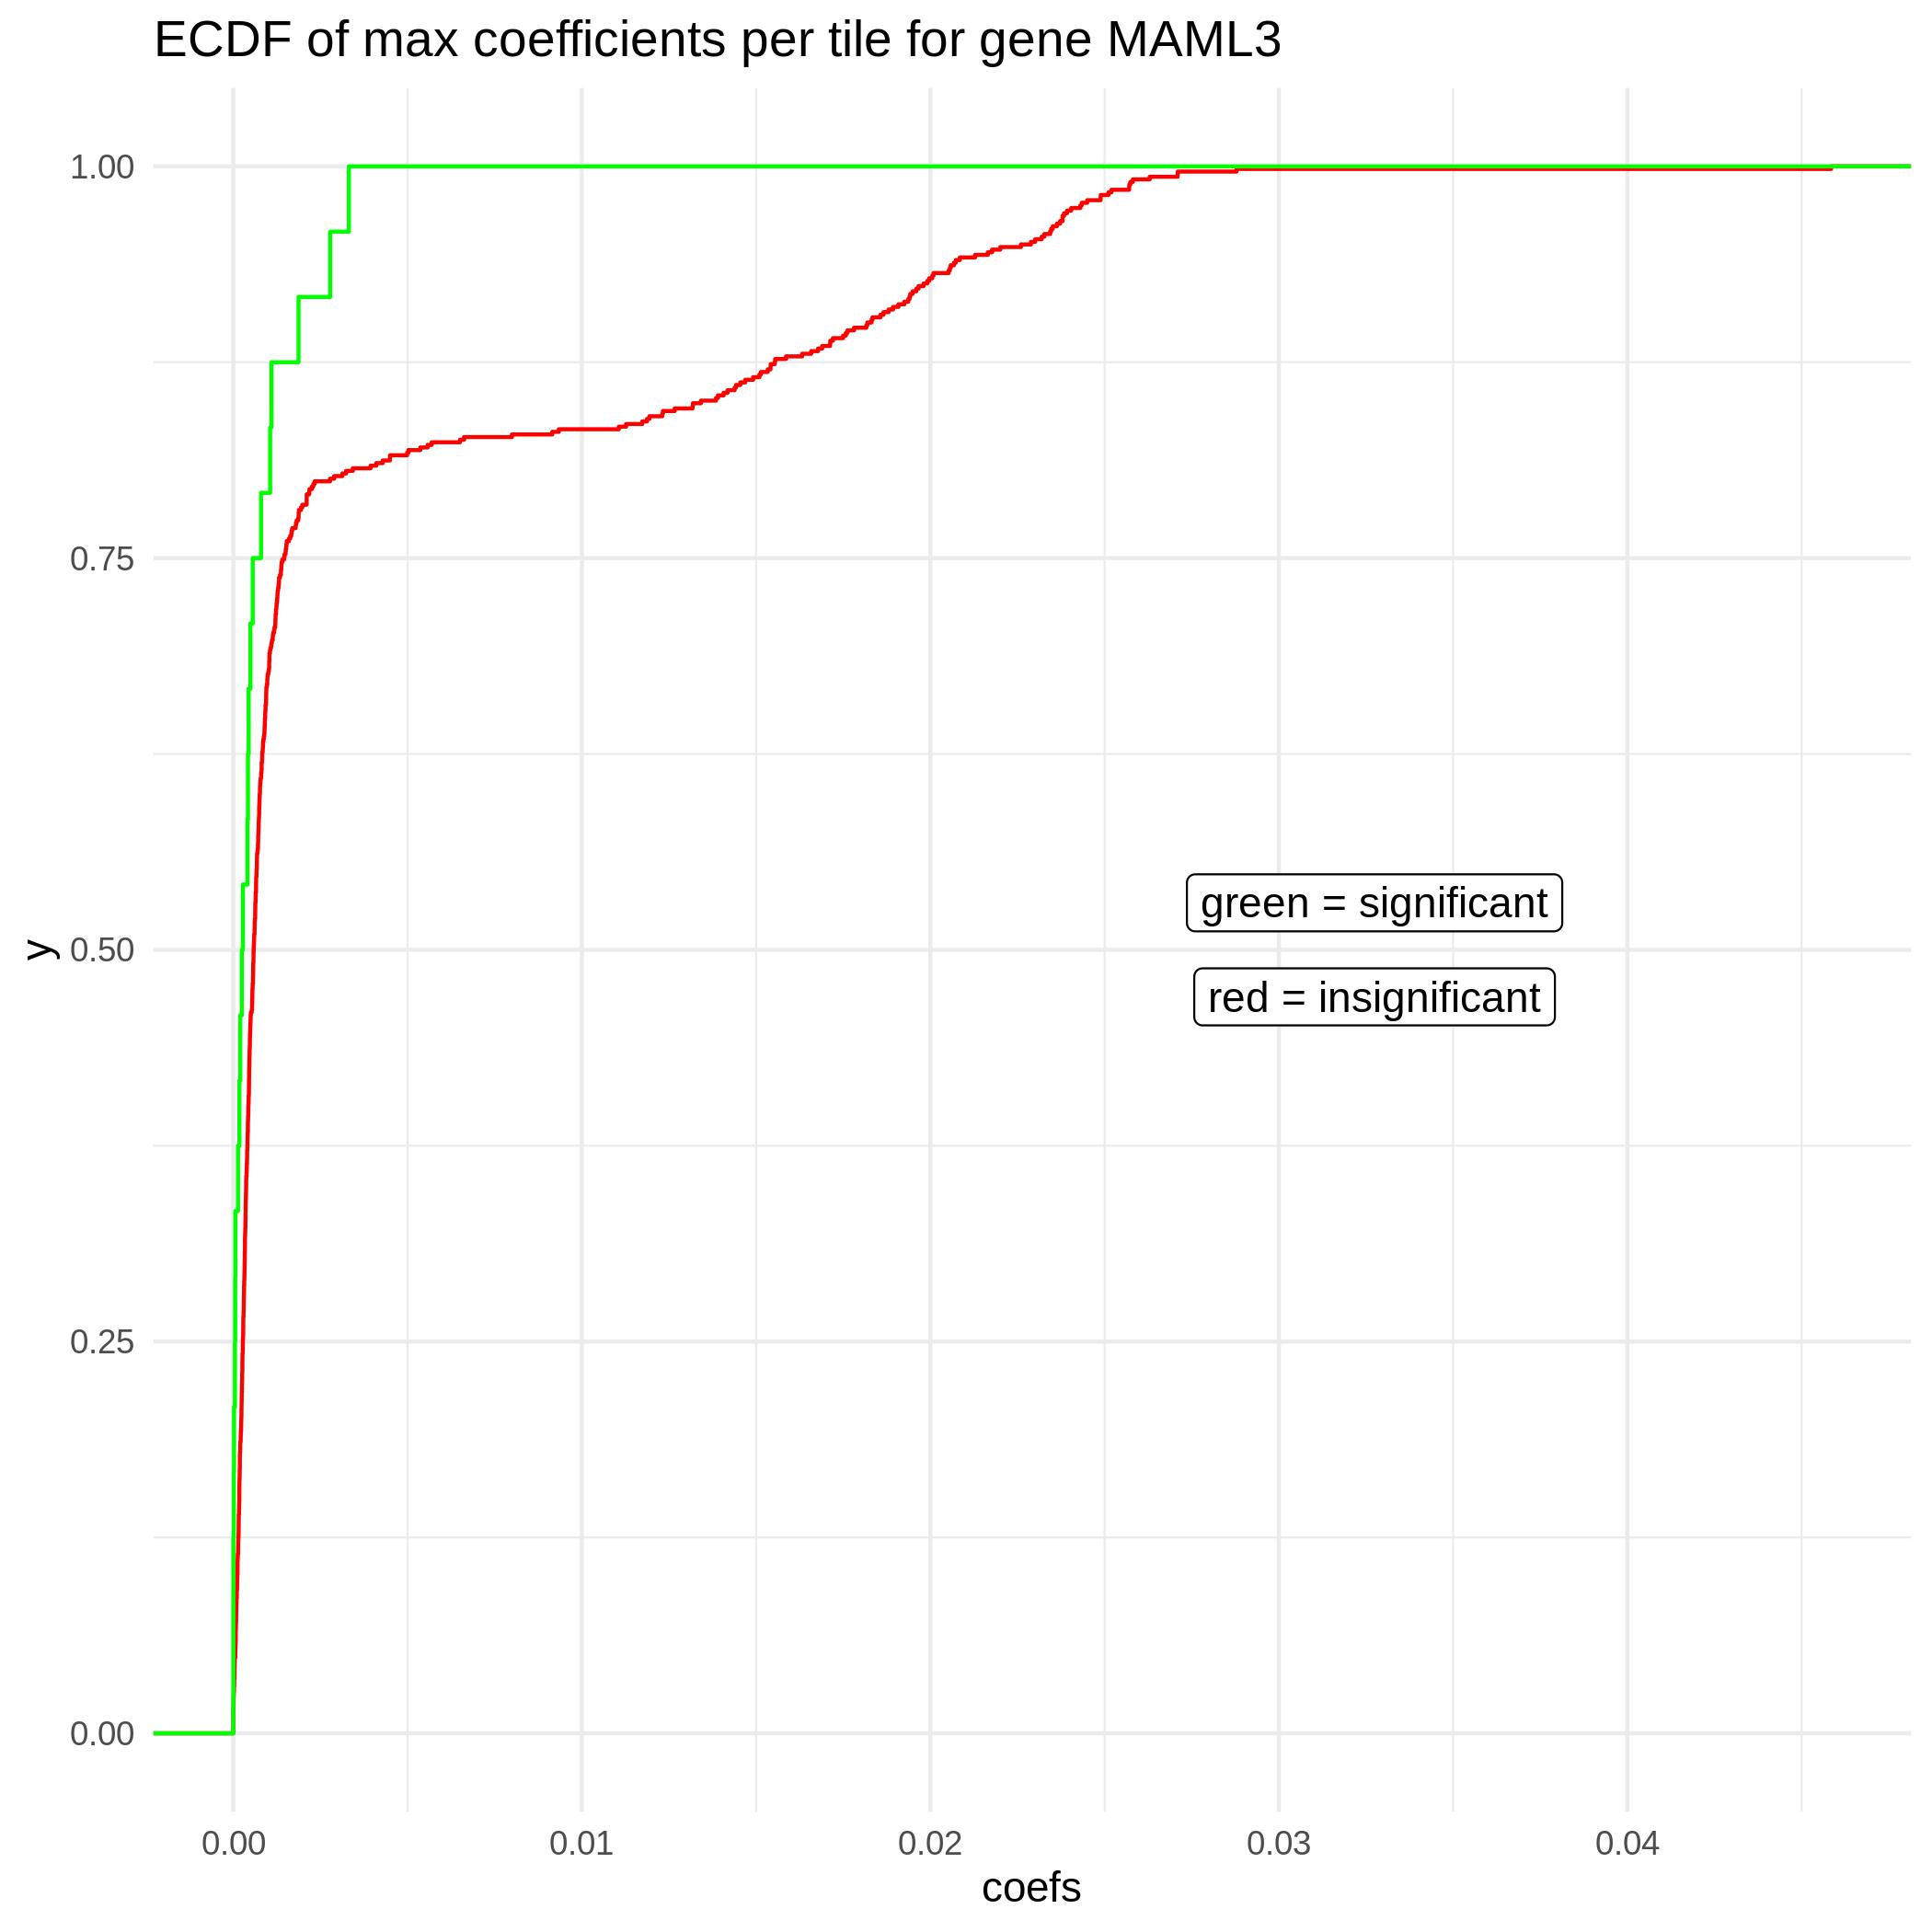 ECDF of max coefficients per tile for gene MAML3
1.00
0.75
0.50
0.25
0.00
y
green = significant
red = insignificant
0.00 0.01 0.02 0.03 0.04
coefs